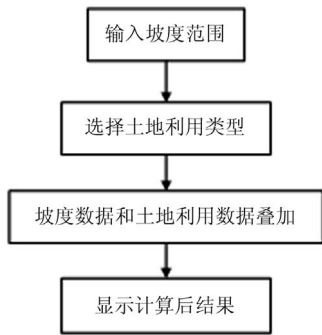 输入坡度范围
选择土地利用类型
坡度数据和土地利用数据叠加
显示计算后结果